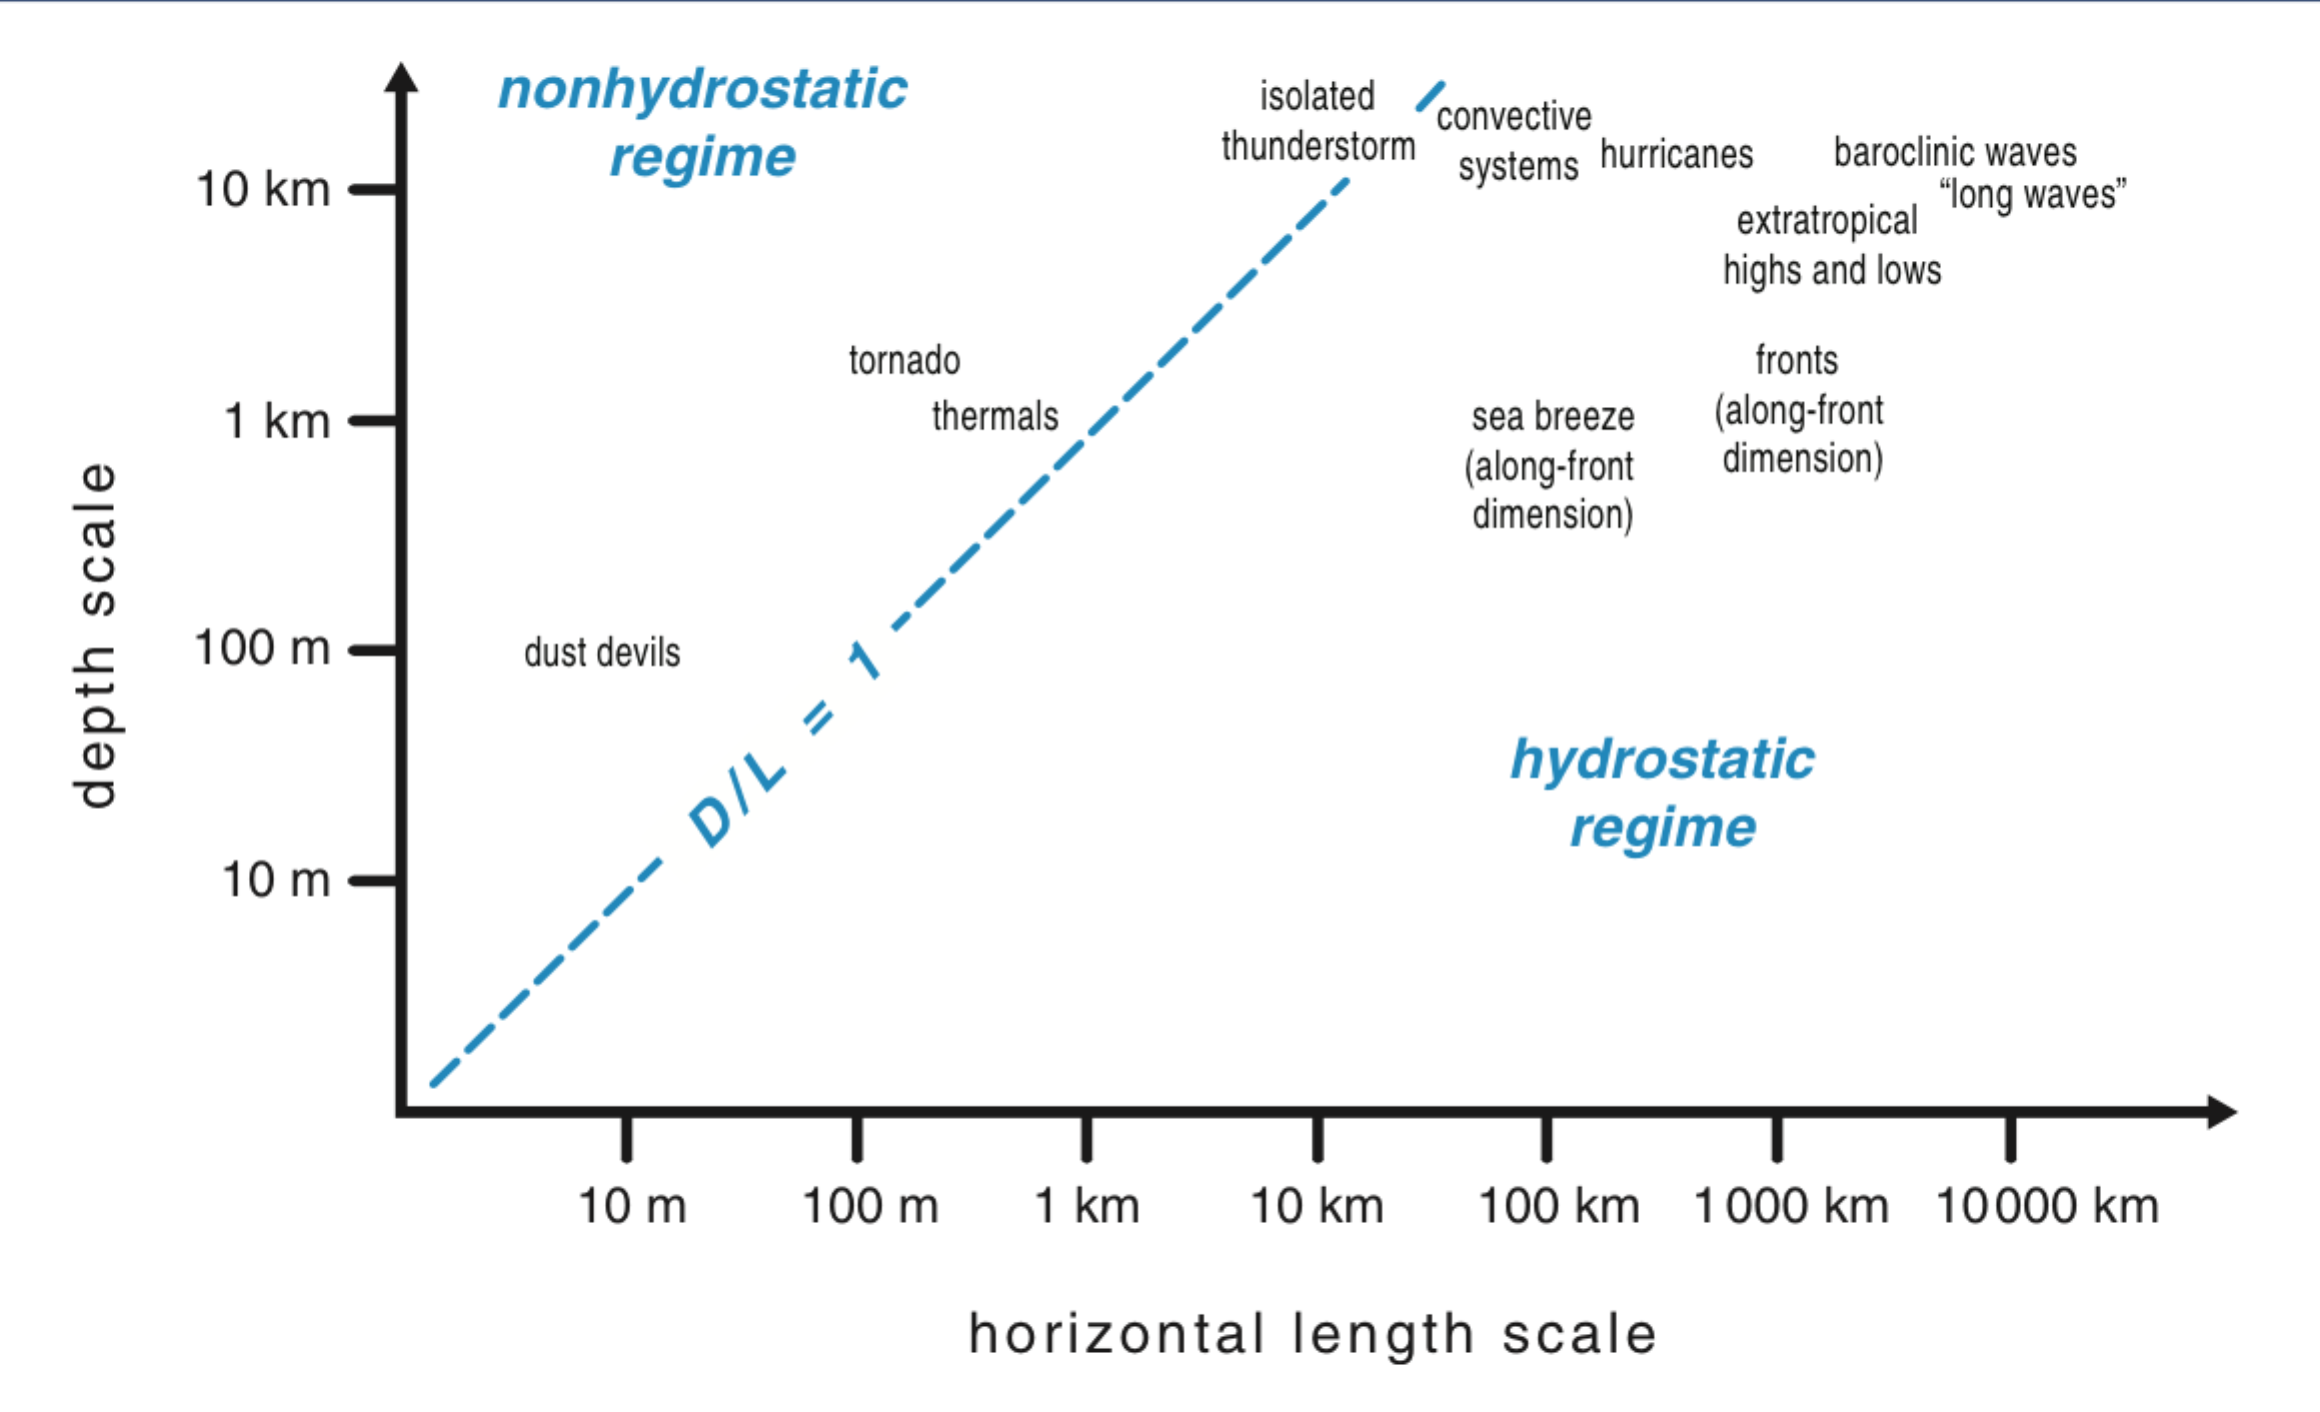 nonhydrostatic
regime
isolated
thunderstorm
convective
systems
hurricanes
baroclinic waves
“long waves”
extratropical
highs and lows
tornado
thermals
fronts
(along-front
dimension)
sea breeze
(along-front
dimension)
dust devils
D/L = 1
hydrostatic
regime
depth scale
10 km
1 km
100 m
10 m
10 m
100 m
1 km
10 km
100 km
1000 km
10000 km
horizontal length scale